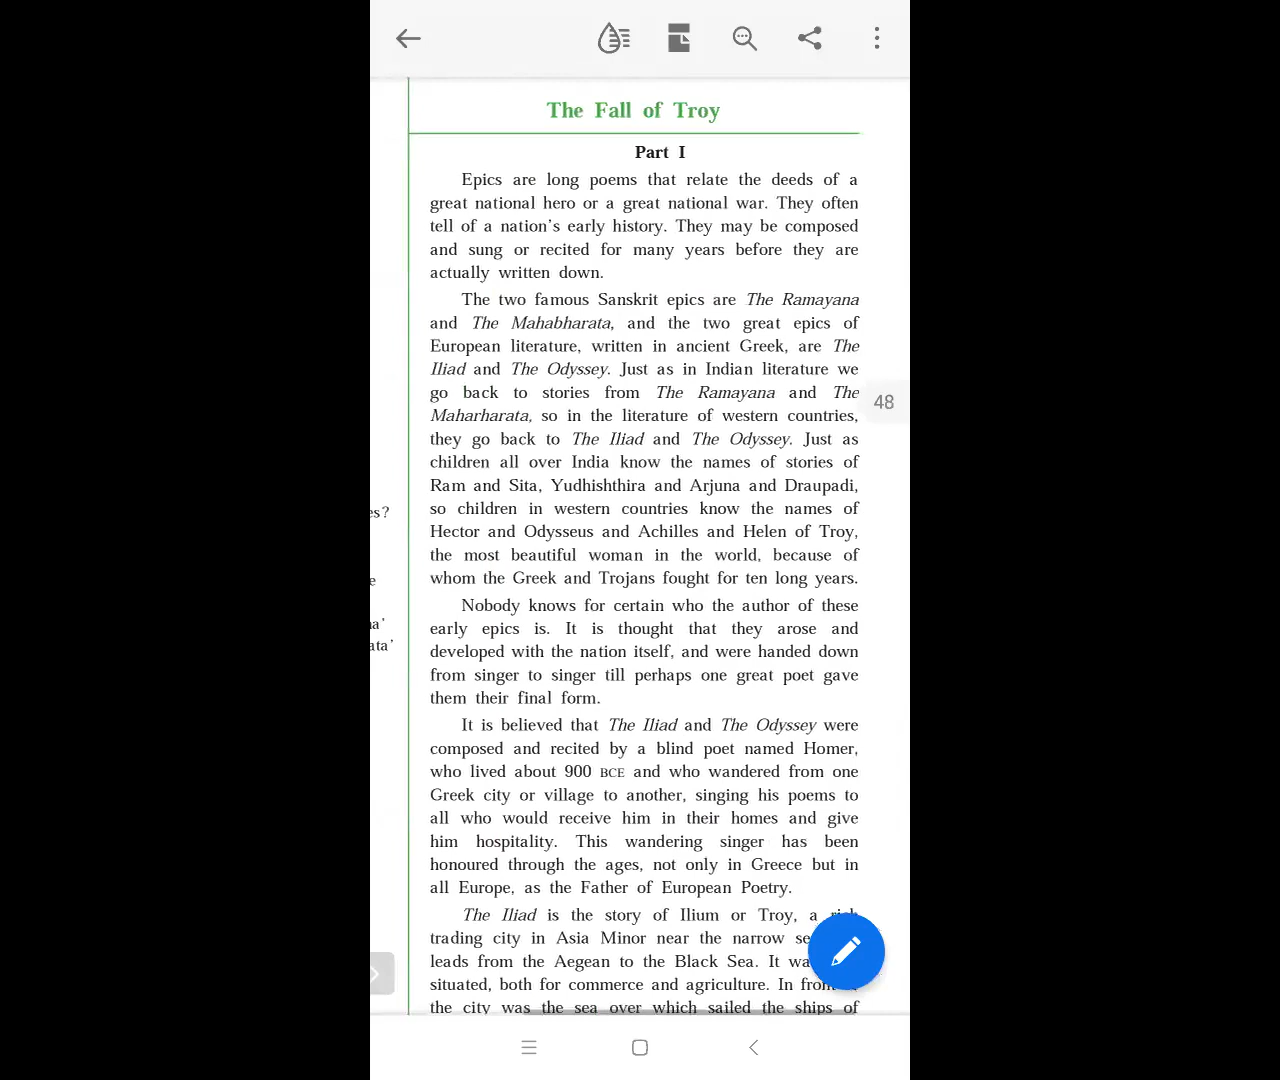 The Fall of Troy
Part I
Epics are long poems that relate the deeds of a
great national hero or a great national war. They often
tell of a nation's early history. They may be composed
and sung or recited for many years before they are
actually written down.
The two famous Sanskrit epics are The Ramayana
and The Mahabharata, and the two great epics of
European literature, written in ancient Greek, are The
Iliad and The Odyssey. Just as in Indian literature we
go back to stories from The Ramayana and The
Maharharata, so in the literature of western countries,
they go back to The Iliad and The Odyssey. Just as
children all over India know the names of stories of
Ram and Sita, Yudhishthira and Arjuna and Draupadi,
so children in western countries know the names of
Hector and Odysseus and Achilles and Helen of Troy,
the most beautiful woman in the world, because of
whom the Greek and Trojans fought for ten long years.
Nobody knows for certain who the author of these
early epics is. It is thought that they arose and
developed with the nation itself, and were handed down
from singer to singer till perhaps one great poet gave
them their final form.
It is believed that The Iliad and The Odyssey were
composed and recited by a blind poet named Homer,
who lived about 900 BCE and who wandered from one
Greek city or village to another, singing his poems to
all who would receive him in their homes and give
him hospitality. This wandering singer has been
honoured through the ages, not only in Greece but in
all Europe, as the Father of European Poetry.
The Iliad is the story of Ilium or Troy, a
trading city in Asia Minor near the narrow
leads from the Aegean to the Black Sea. It
situated, both for commerce and agriculture. In
the city was the sea over which sailed the ships of
48
es?
e
na'
ata'